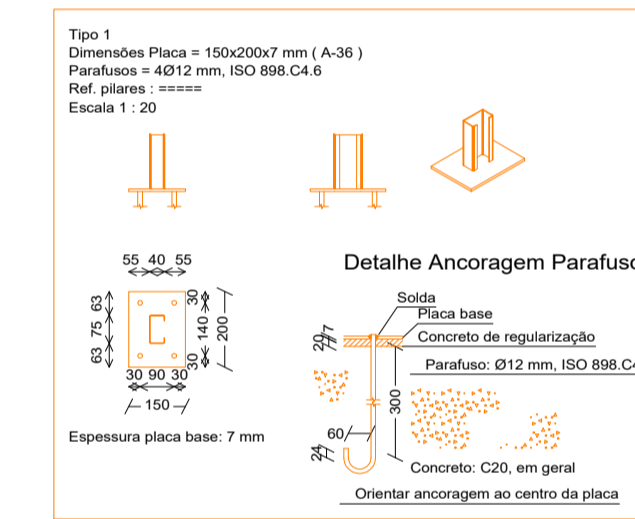 Tipo 1
Dimensões Placa = 150x200x7 mm ( A-36 )
Parafusos = 4Ø12 mm, ISO 898.C4.6
Ref. pilares : =====
Escala 1 : 20
55 40 55
63
75
63
30
140
30
200
30 90 30
150
Espessura placa base: 7 mm
Detalhe Ancoragem Parafuso
Solda
Placa base
Concreto de regularização
Parafuso: Ø12 mm, ISO 898.C4
20
7
300
60
24
Concreto: C20, em geral
Orientar ancoragem ao centro da placa